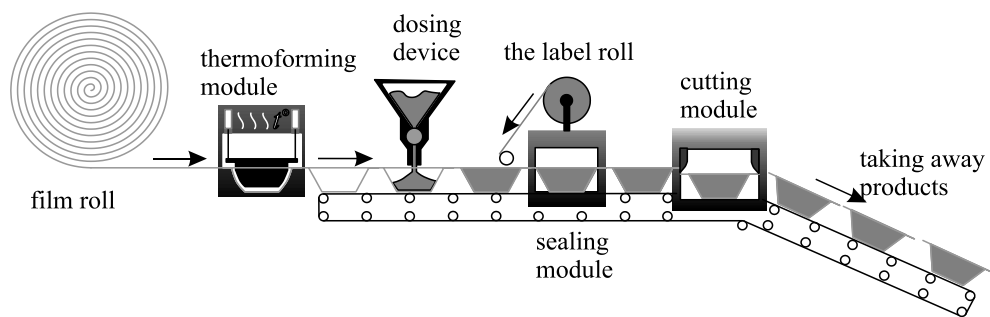 film roll
thermoforming
module
t°
dosing
device
the label roll
sealing
module
cutting
module
taking away
products